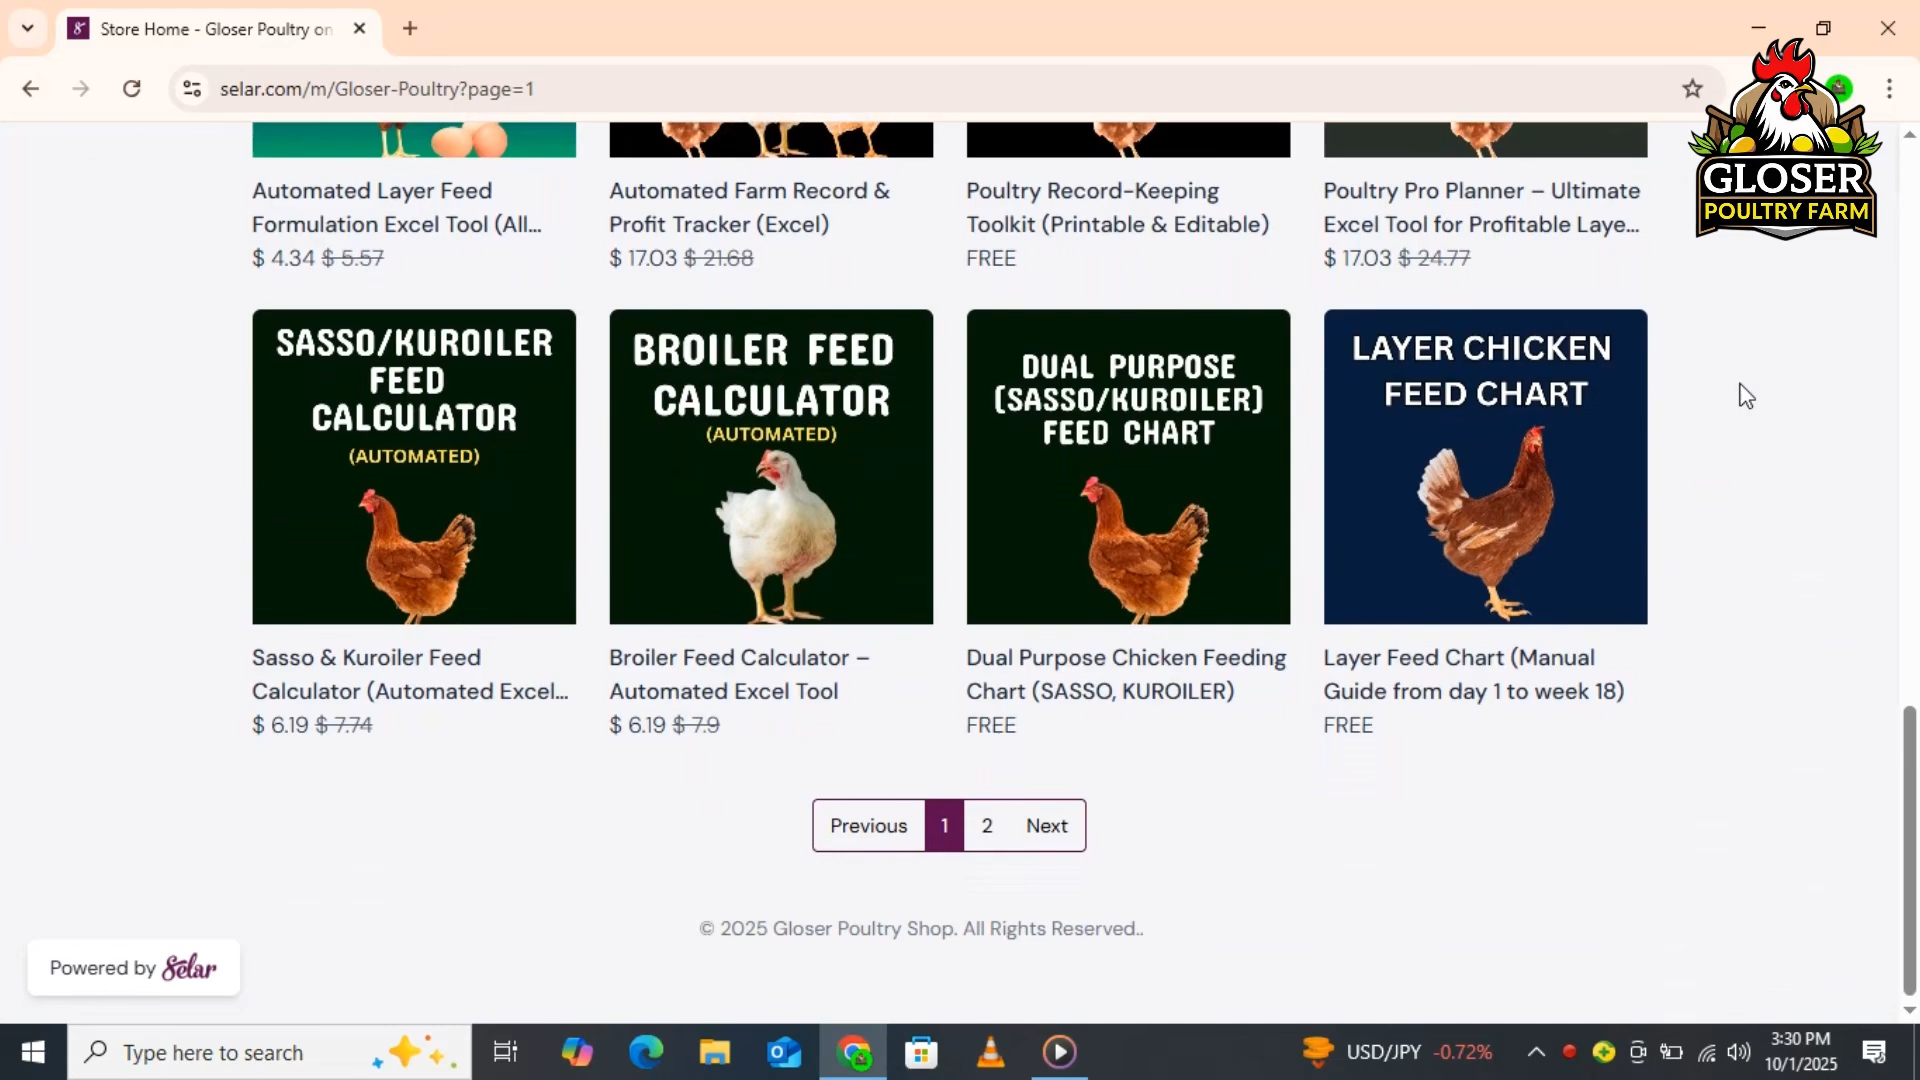 Store Home - Gloser Poultry on
selar.com/m/Gloser-Poultry?page=1
GLOSER
POULTRY FARM
Automated Layer Feed
Formulation Excel Tool (All...
$ 4.34 $ 5.57
Automated Farm Record &
Profit Tracker (Excel)
$ 17.03 $ 21.68
Poultry Record-Keeping
Toolkit (Printable & Editable)
FREE
Poultry Pro Planner – Ultimate
Excel Tool for Profitable Laye...
$ 17.03 $ 24.77
SASSO/KUROILER
FEED
CALCULATOR
(AUTOMATED)
BROILER FEED
CALCULATOR
(AUTOMATED)
DUAL PURPOSE
(SASSO/KUROILER)
FEED CHART
LAYER CHICKEN
FEED CHART
Sasso & Kuroiler Feed
Calculator (Automated Excel...
$ 6.19 $ 7.74
Broiler Feed Calculator –
Automated Excel Tool
$ 6.19 $ 7.9
Dual Purpose Chicken Feeding
Chart (SASSO, KUROILER)
FREE
Layer Feed Chart (Manual
Guide from day 1 to week 18)
FREE
Previous 1 2 Next
© 2025 Gloser Poultry Shop. All Rights Reserved..
Powered by Selar
Type here to search
USD/JPY -0.72%
3:30 PM
10/1/2025